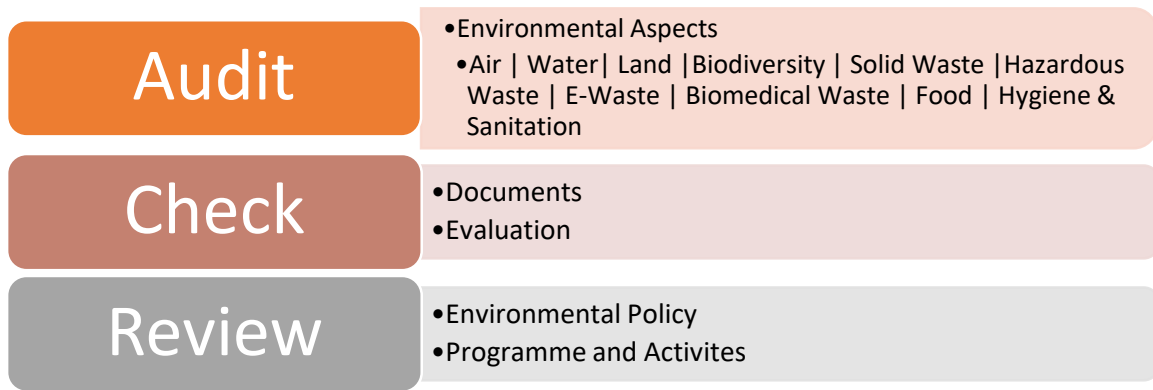 Audit
•Environmental Aspects
•Air | Water| Land |Biodiversity | Solid Waste |Hazardous
Waste | E-Waste | Biomedical Waste | Food | Hygiene &
Sanitation
Check
•Documents
•Evaluation
Review
•Environmental Policy
•Programme and Activites